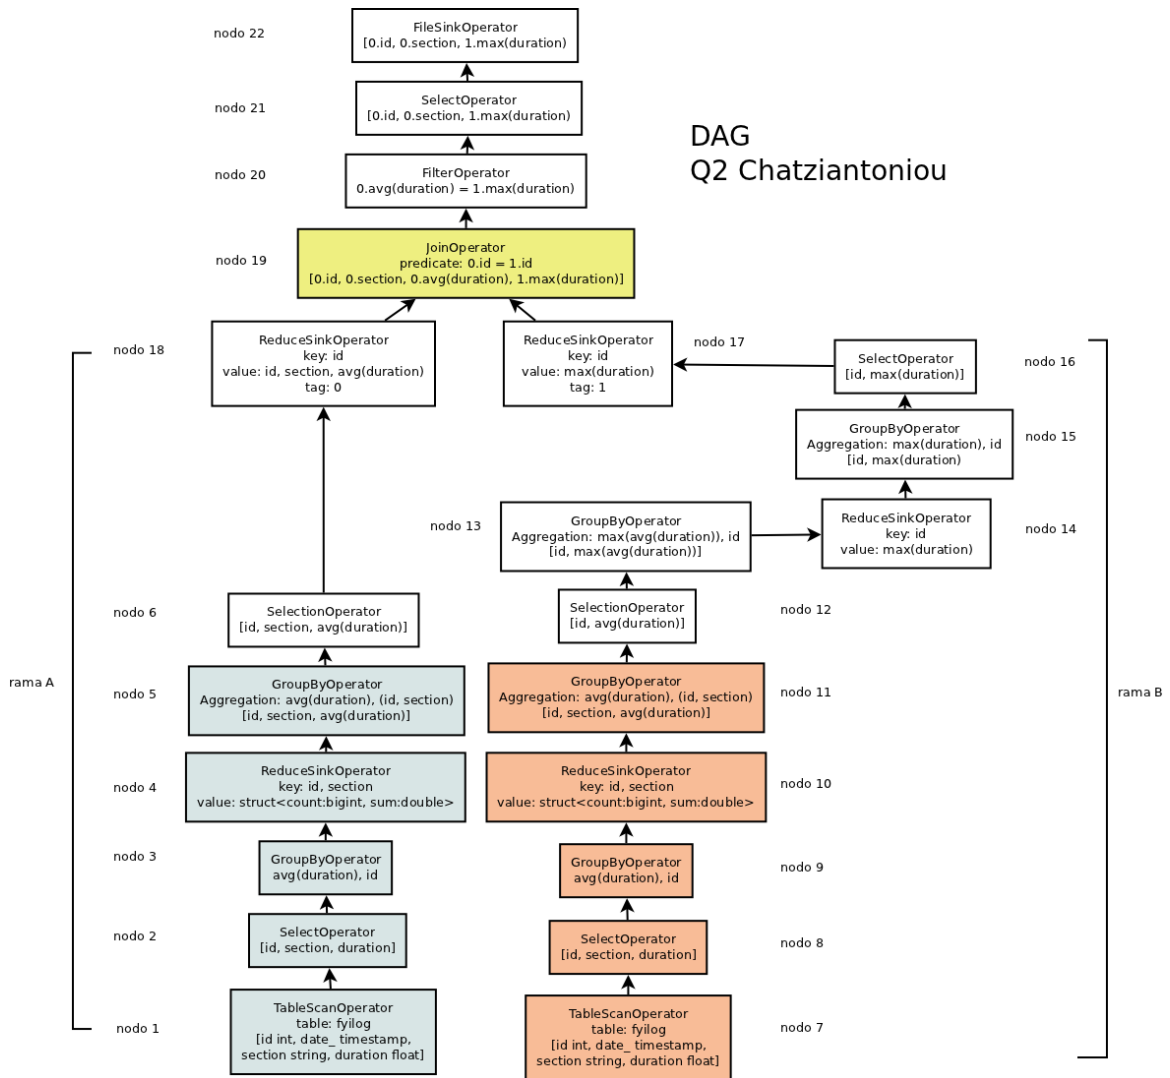 nodo 22
FileSinkOperator
[0.id, 0.section, 1.max(duration)
nodo 21
SelectOperator
[0.id, 0.section, 1.max(duration)
DAG
Q2 Chatziantoniou
nodo 20
FilterOperator
0.avg(duration) = 1.max(duration)
nodo 19
JoinOperator
predicate: 0.id = 1.id
[0.id, 0.section, 0.avg(duration), 1.max(duration)]
nodo 18
ReduceSinkOperator
key: id
value: id, section, avg(duration)
tag: 0
ReduceSinkOperator
key: id
value: max(duration)
tag: 1
nodo 17
SelectOperator
[id, max(duration)]
nodo 16
GroupByOperator
Aggregation: max(duration), id
[id, max(duration)
nodo 15
nodo 13
GroupByOperator
Aggregation: max(avg(duration)), id
[id, max(avg(duration))]
ReduceSinkOperator
key: id
value: max(duration)
nodo 14
nodo 6
SelectionOperator
[id, section, avg(duration)]
SelectionOperator
[id, avg(duration)]
nodo 12
rama A
nodo 5
GroupByOperator
Aggregation: avg(duration), (id, section)
[id, section, avg(duration)]
GroupByOperator
Aggregation: avg(duration), (id, section)
[id, section, avg(duration)]
nodo 11
rama B
nodo 4
ReduceSinkOperator
key: id, section
value: struct<count:bigint, sum:double>
ReduceSinkOperator
key: id, section
value: struct<count:bigint, sum:double>
nodo 10
nodo 3
GroupByOperator
avg(duration), id
GroupByOperator
avg(duration), id
nodo 9
nodo 2
SelectOperator
[id, section, duration]
SelectOperator
[id, section, duration]
nodo 8
nodo 1
TableScanOperator
table: fyilog
[id int, date_ timestamp,
section string, duration float]
TableScanOperator
table: fyilog
[id int, date_ timestamp,
section string, duration float]
nodo 7